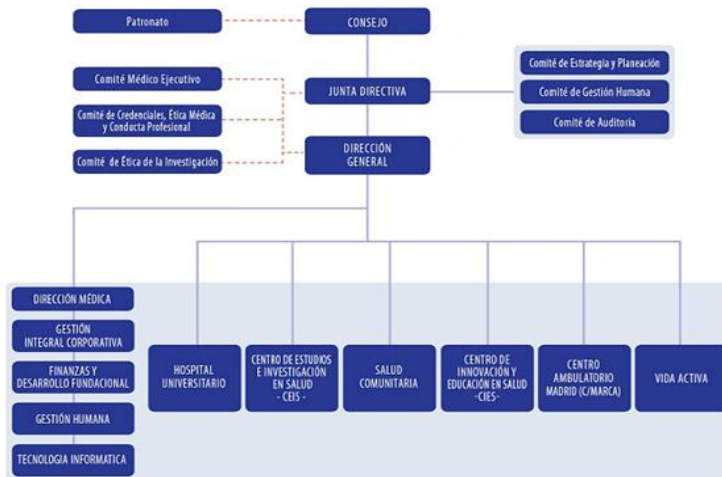 Patronato
CONSEJO
Comité Médico Ejecutivo
JUNTA DIRECTIVA
Comité de Estrategia y Planeación
Comité de Gestión Humana
Comité de Auditoria
Comité de Credenciales, Ética Médica
y Conducta Profesional
Comité de Ética de la Investigación
DIRECCIÓN
GENERAL
DIRECCIÓN MÉDICA
GESTIÓN
INTEGRAL CORPORATIVA
FINANZAS Y
DESARROLLO FUNDACIONAL
GESTIÓN HUMANA
TECNOLOGIA INFORMATICA
HOSPITAL
UNIVERSITARIO
CENTRO DE ESTUDIOS
E INVESTIGACIÓN
EN SALUD
- CEIS -
SALUD
COMUNITARIA
CENTRO DE
INNOVACIÓN Y
EDUCACIÓN EN SALUD
-CIES-
CENTRO
AMBULATORIO
MADRID (C/MARCA)
VIDA ACTIVA